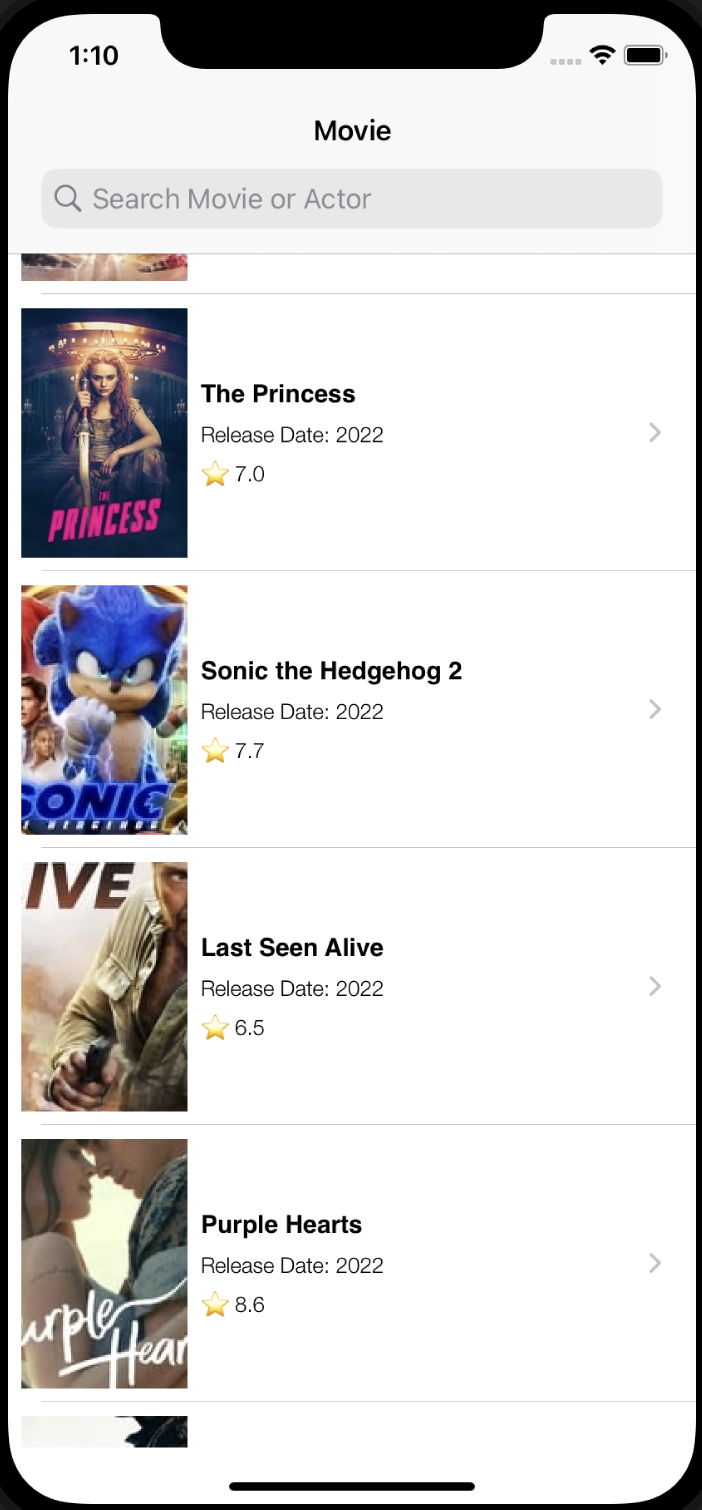 1:10
Movie
Search Movie or Actor
THE
PRINCESS
The Princess
Release Date: 2022
7.0
SONIC
Sonic the Hedgehog 2
Release Date: 2022
7.7
IVE
Last Seen Alive
Release Date: 2022
6.5
urple
Hear
Purple Hearts
Release Date: 2022
8.6